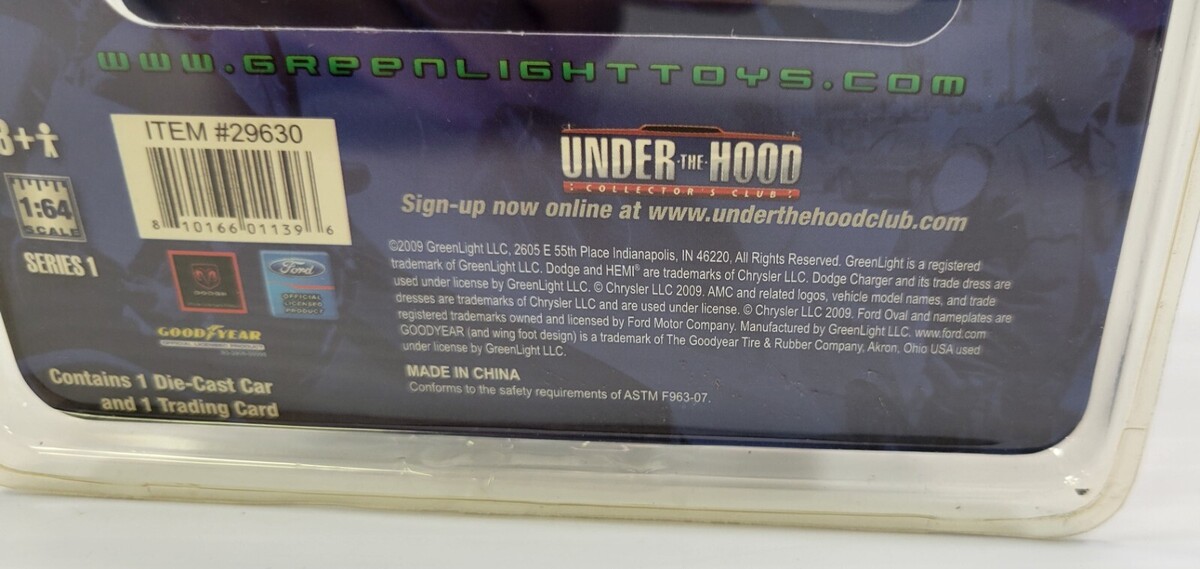 www.GREENLIGHTTOYS.com
ITEM #29630
8 10166 01139 6
1:64
SCALE
SERIES 1
Ford
OFFICIAL
LICENSED
PRODUCT
GOODYEAR
Contains 1 Die-Cast Car
and 1 Trading Card
UNDER·THE·HOOD
COLLECTOR'S CLUB
Sign-up now online at www.underthehoodclub.com
©2009 GreenLight LLC, 2605 E 55th Place Indianapolis, IN 46220, All Rights Reserved. GreenLight is a registered
trademark of GreenLight LLC. Dodge and HEMI® are trademarks of Chrysler LLC. Dodge Charger and its trade dress are
used under license by GreenLight LLC. © Chrysler LLC 2009. AMC and related logos, vehicle model names, and trade
dresses are trademarks of Chrysler LLC and are used under license. © Chrysler LLC 2009. Ford Oval and nameplates are
registered trademarks owned and licensed by Ford Motor Company. Manufactured by GreenLight LLC. www.ford.com
GOODYEAR (and wing foot design) is a trademark of The Goodyear Tire & Rubber Company, Akron, Ohio USA used
under license by GreenLight LLC.
MADE IN CHINA
Conforms to the safety requirements of ASTM F963-07.